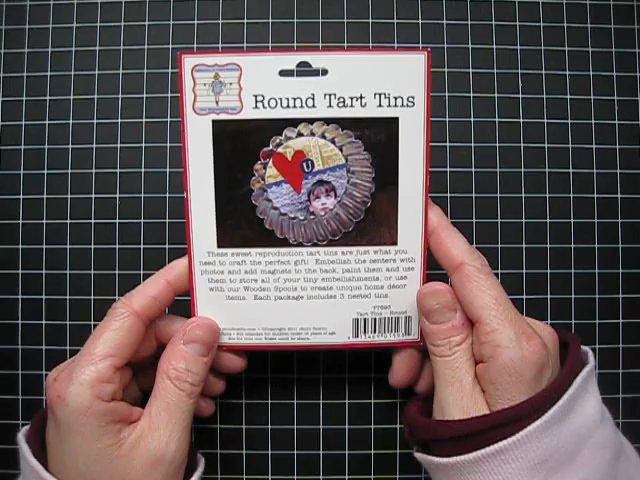 Round Tart Tins
U
These sweet reproduction tart tins are just what you
need to craft the perfect gift! Embellish the centers with
photos and add magnets to the back, paint them and use
them to store all of your tiny embellishments, or use
with our Wooden Spools to create unique home décor
items. Each package includes 3 nested tins.
Tart Tins - Round